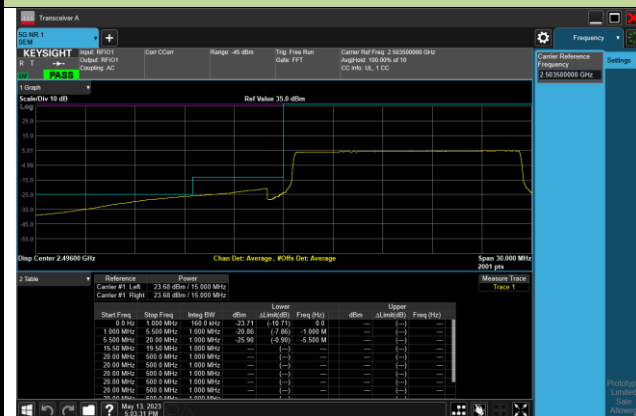 Transceiver A
5G NR 1
SEM
Frequency
KEYSIGHT
R T
PASS
Input: RFIO1
Output: RFIO1
Coupling: AC
Corr CCorr
Range: -45 dBm
Trig: Free Run
Gate: FFT
Carrier Ref Freq: 2.503500000 GHz
Avg|Hold: 100.00% of 10
CC Info: UL, 1 CC
Carrier Reference
Frequency
2.503500000 GHz
Settings
1 Graph
Scale/Div 10 dB
Ref Value 35.0 dBm
Log
25.0
15.0
5.01
-4.99
-15.0
-25.0
-35.0
-45.0
-55.0
Disp Center 2.49600 GHz
Chan Det: Average, #Offs Det: Average
Span 30.000 MHz
2001 pts
2 Table
Reference Power
Carrier #1: Left 23.68 dBm / 15.000 MHz
Carrier #1: Right 23.68 dBm / 15.000 MHz
Measure Trace
Trace 1
Lower Upper
Start Freq Stop Freq Integ BW dBm ΔLimit(dB) Freq (Hz) dBm ΔLimit(dB) Freq (Hz)
0.0 Hz 1.000 MHz 160.0 kHz -23.71 (-10.71) 0.0 --- (---) ---
1.000 MHz 5.500 MHz 1.000 MHz -20.86 (-7.86) -1.000 M --- (---) ---
5.500 MHz 20.00 MHz 1.000 MHz -25.90 (-0.90) -5.500 M --- (---) ---
15.50 MHz 19.50 MHz 1.000 MHz --- (---) --- --- (---) ---
20.00 MHz 500.0 MHz 1.000 MHz --- (---) --- --- (---) ---
20.00 MHz 500.0 MHz 1.000 MHz --- (---) --- --- (---) ---
20.00 MHz 500.0 MHz 1.000 MHz --- (---) --- --- (---) ---
20.00 MHz 500.0 MHz 1.000 MHz --- (---) --- --- (---) ---
20.00 MHz 500.0 MHz 1.000 MHz --- (---) --- --- (---) ---
May 13, 2023
5:03:31 PM